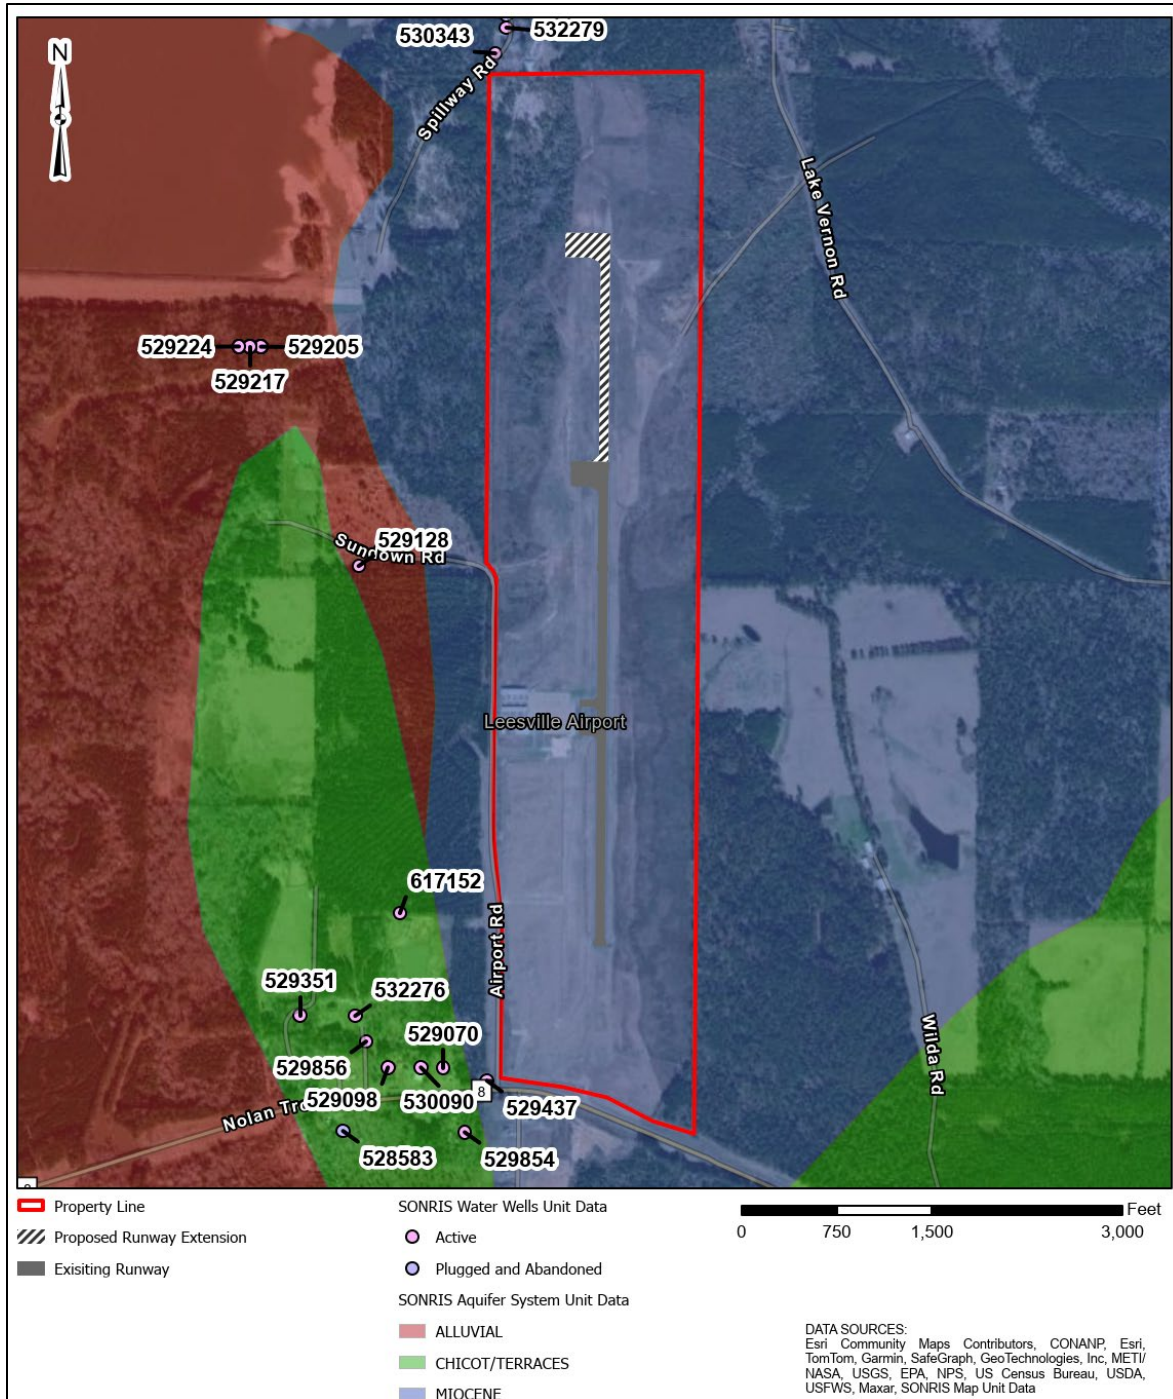 N
530343
532279
Spillway Rd
Lake Vernon Rd
529224
529205
529217
529128
Sundown Rd
Leesville Airport
617152
Airport Rd
529351
532276
529070
529856
529098
530090
529437
8
Nolan
528583
529854
Wilda Rd
Property Line
Proposed Runway Extension
Exisiting Runway
SONRIS Water Wells Unit Data
Active
Plugged and Abandoned
SONRIS Aquifer System Unit Data
ALLUVIAL
CHICOT/TERRACES
MIOCENE
Feet
0 750 1,500 3,000
DATA SOURCES:
Esri Community Maps Contributors, CONANP, Esri,
TomTom, Garmin, SafeGraph, GeoTechnologies, Inc, METI/
NASA, USGS, EPA, NPS, US Census Bureau, USDA,
USFWS, Maxar, SONRIS Map Unit Data